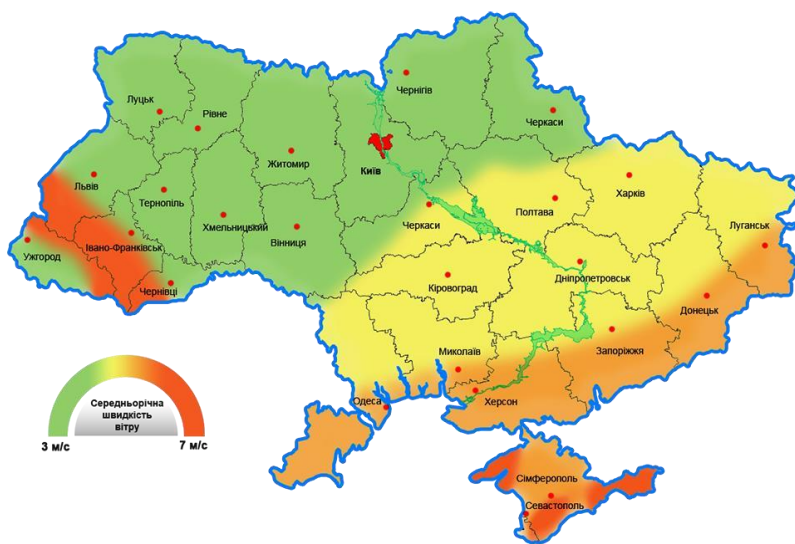 Чернігів
Луцьк
Рівне
Черкаси
Житомир
Київ
Львів
Тернопіль
Харків
Полтава
Черкаси
Хмельницький
Вінниця
Луганськ
Івано-Франківськ
Ужгород
Чернівці
Кіровоград
Дніпропетровськ
Донецьк
Запоріжжя
Миколаїв
Одеса
Херсон
Середньорічна
швидкість
вітру
3 м/с
7 м/с
Сімферополь
Севастополь